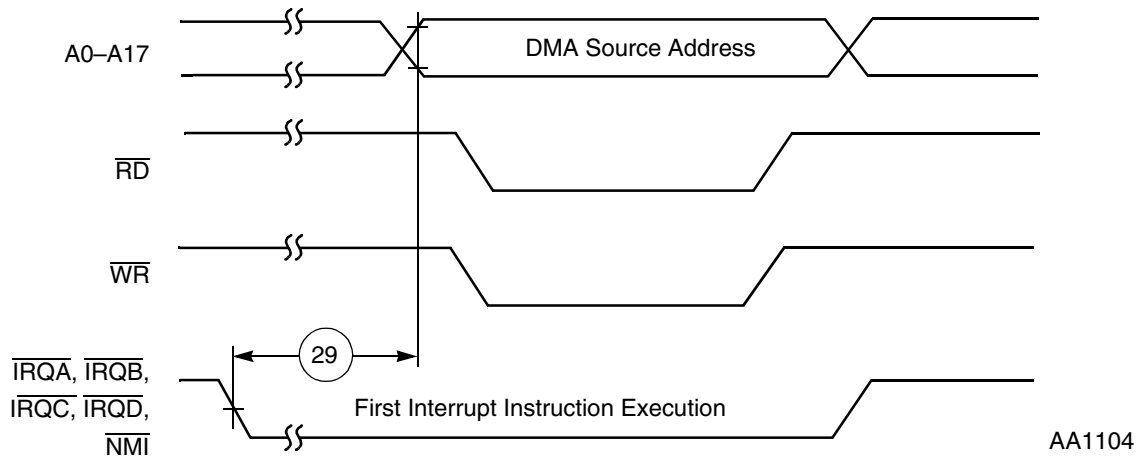 A0–A17
DMA Source Address
RD
WR
29
IRQA, IRQB,
IRQC, IRQD,
NMI
First Interrupt Instruction Execution
AA1104